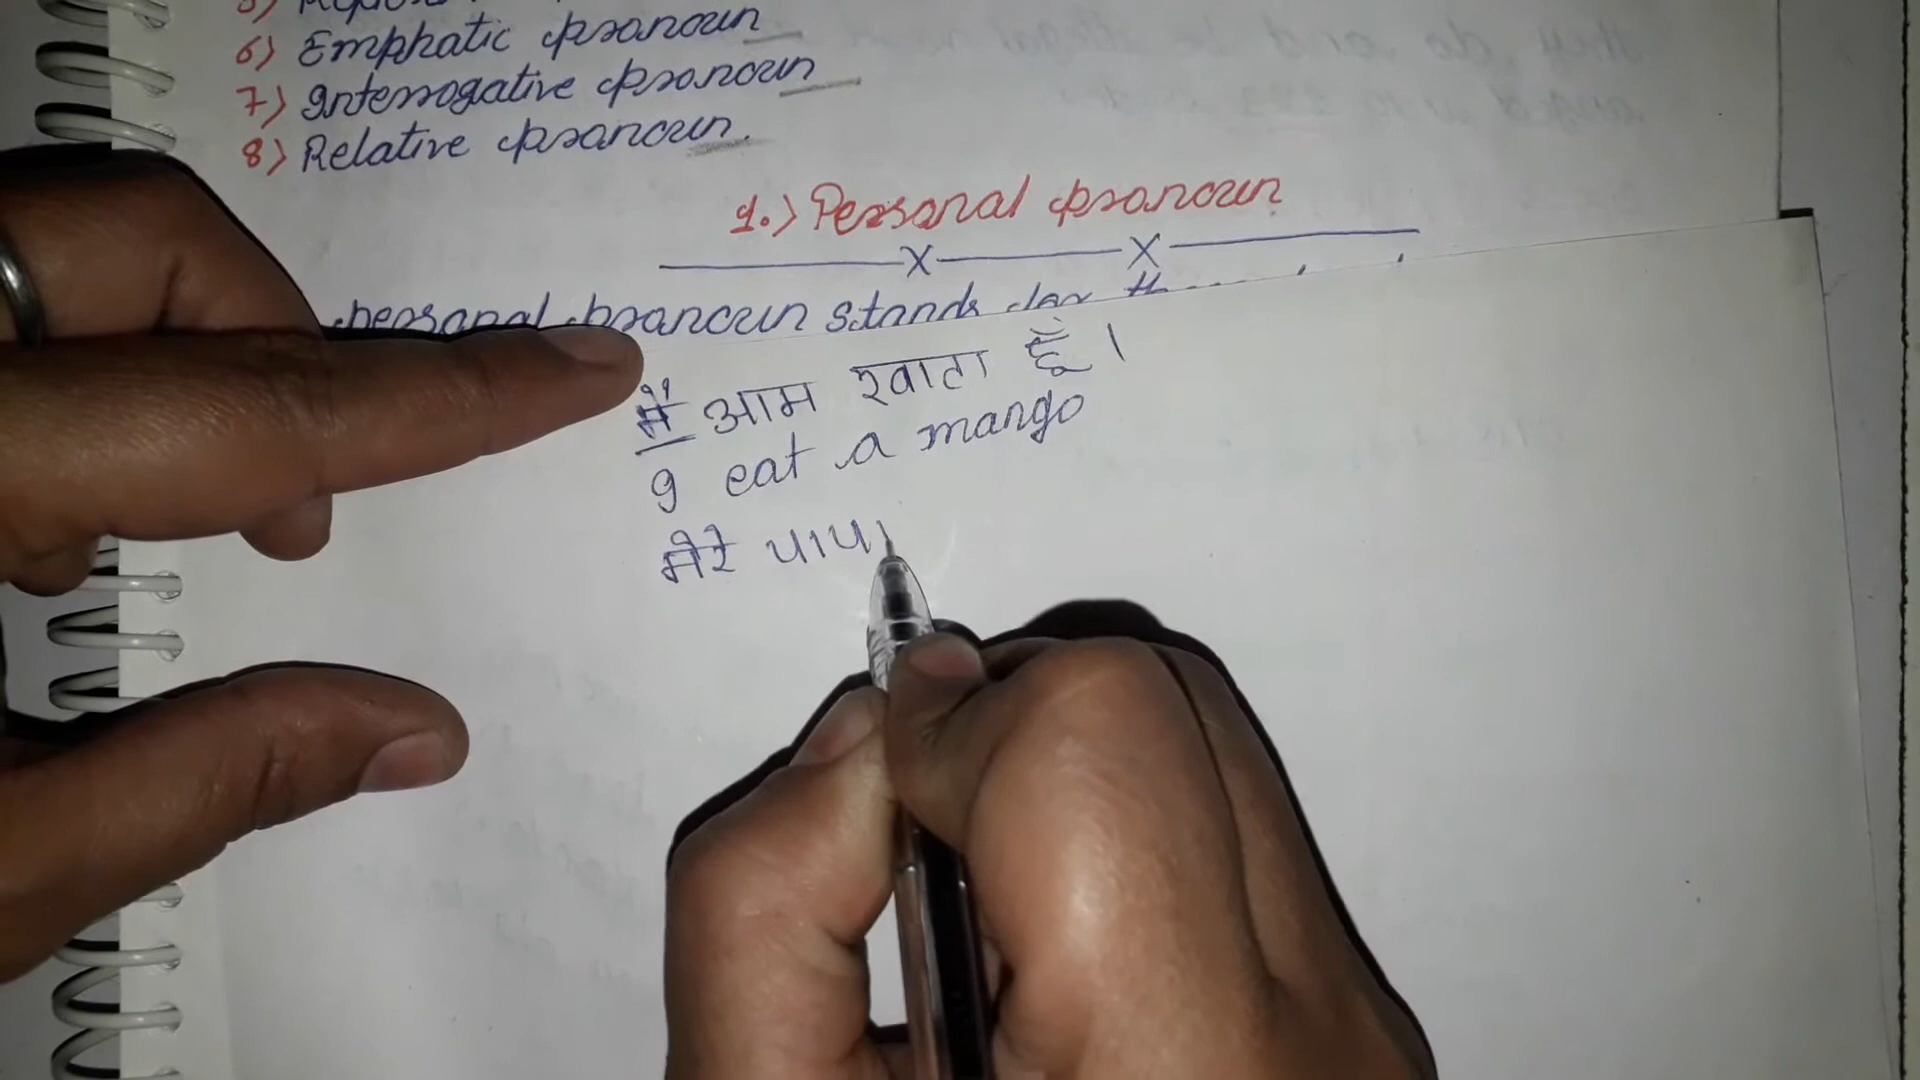 5)
6) Emphatic pronoun
7) Interrogative pronoun
8) Relative pronoun.
1.) Personal pronoun
personal pronoun stands for
मैं आम खाता हूँ।
I eat a mango
मेरे पापा